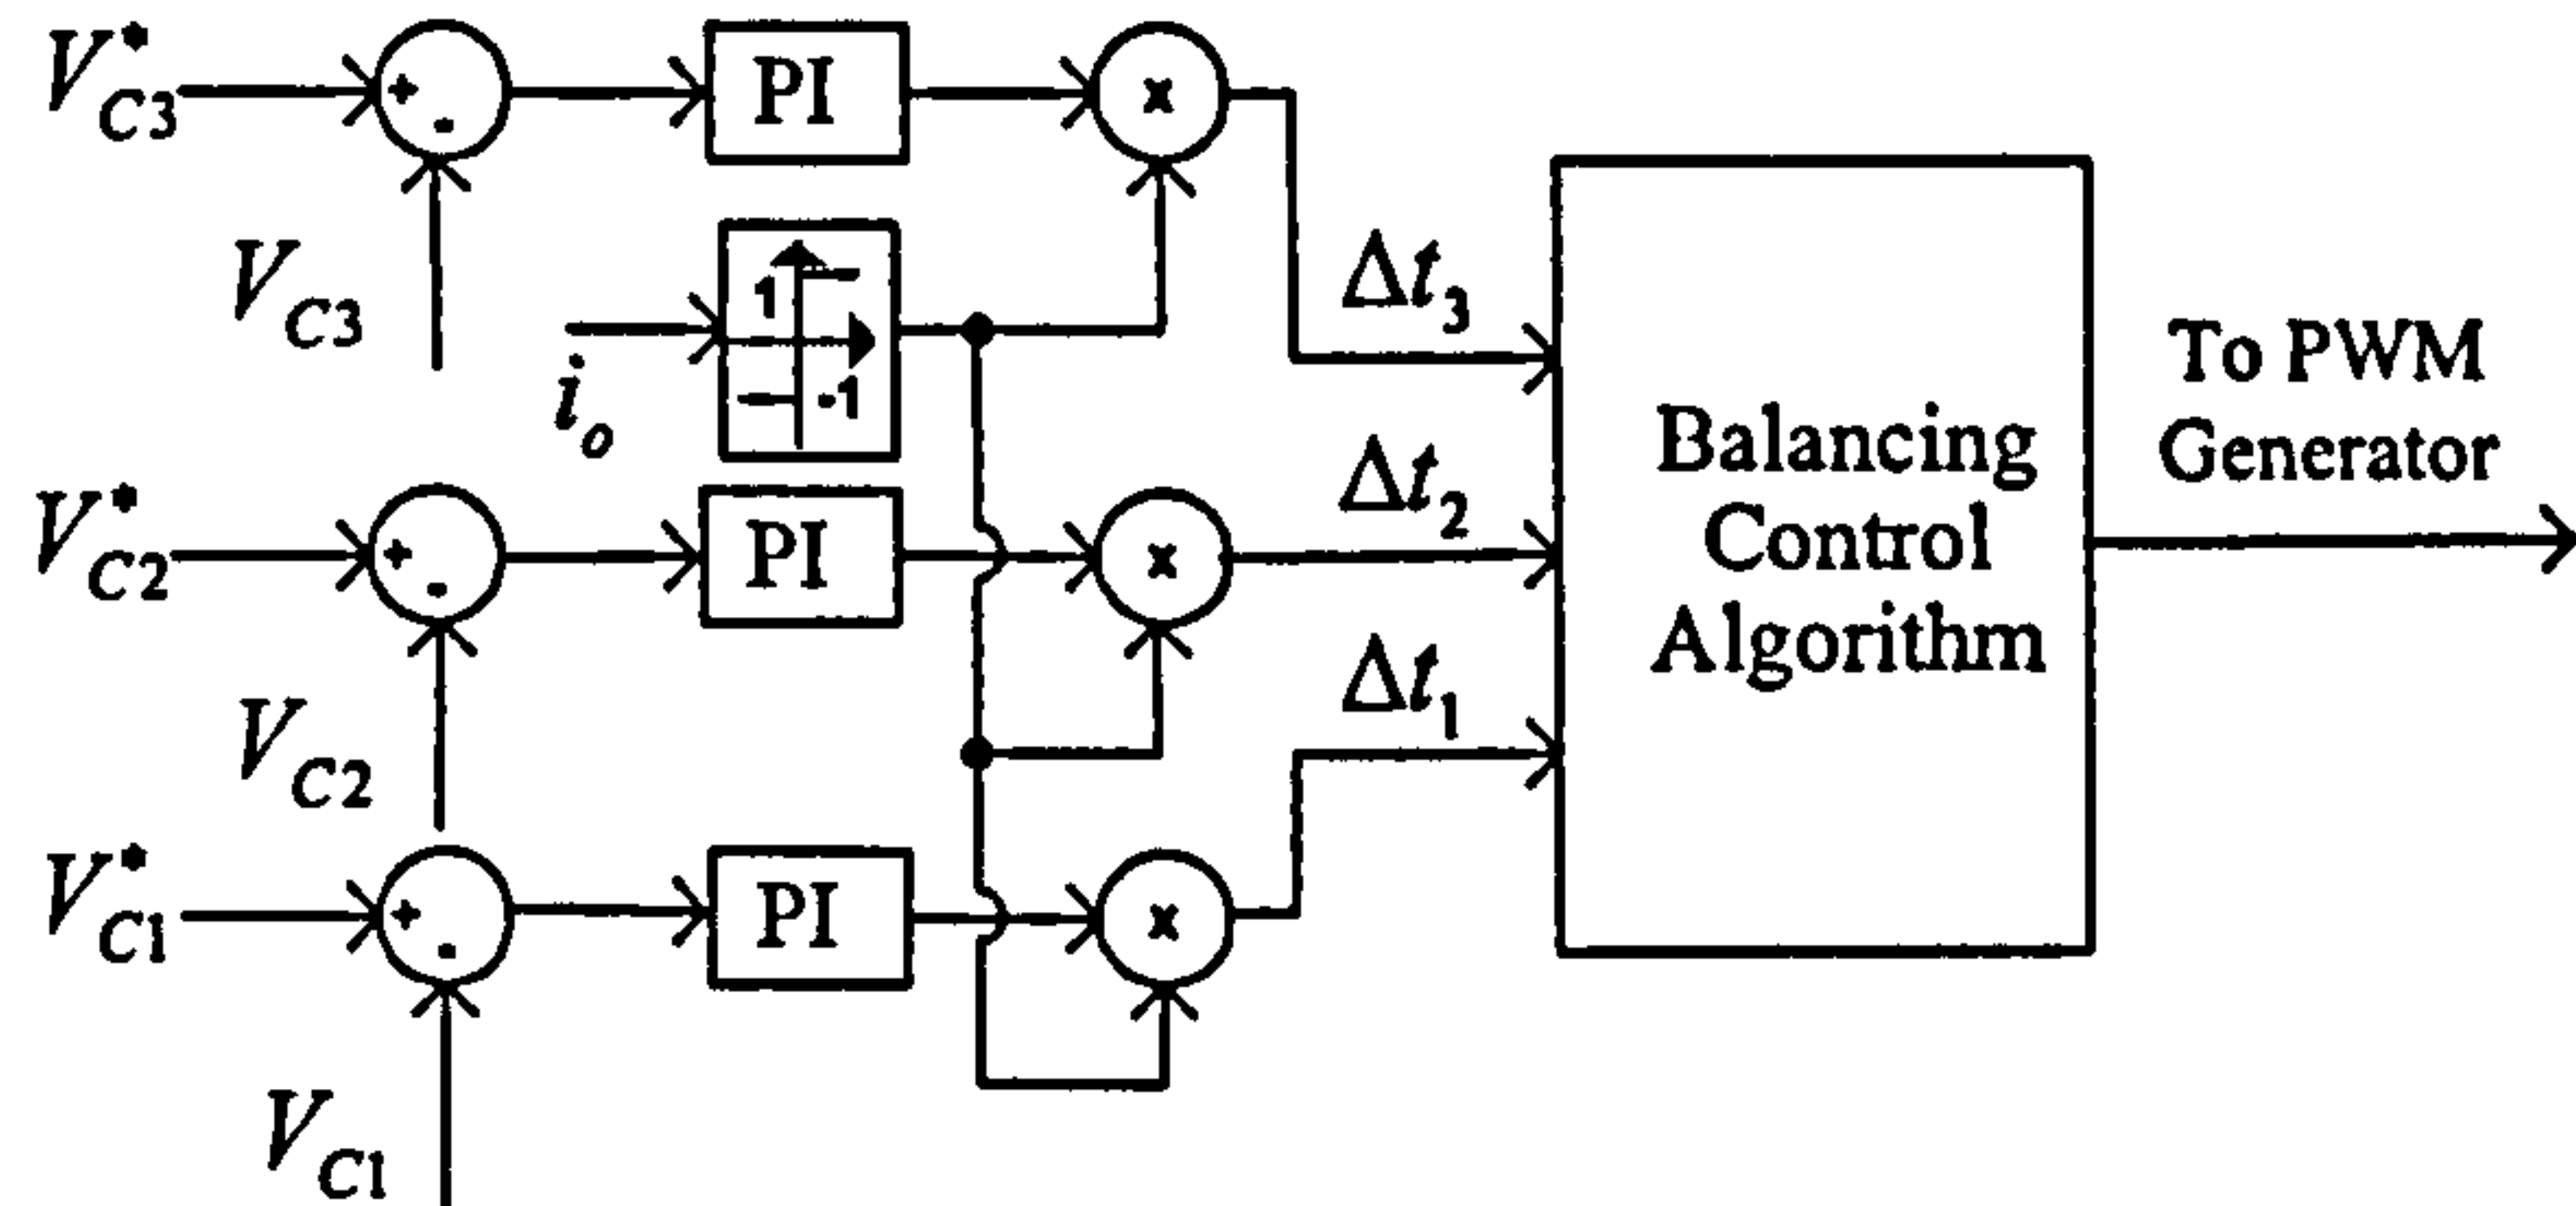 V*C3
+
-
PI
x
VC3
io
1
-1
Δt3
V*C2
+
-
PI
x
Δt2
VC2
V*C1
+
-
PI
x
Δt1
VC1
Balancing
Control
Algorithm
To PWM
Generator